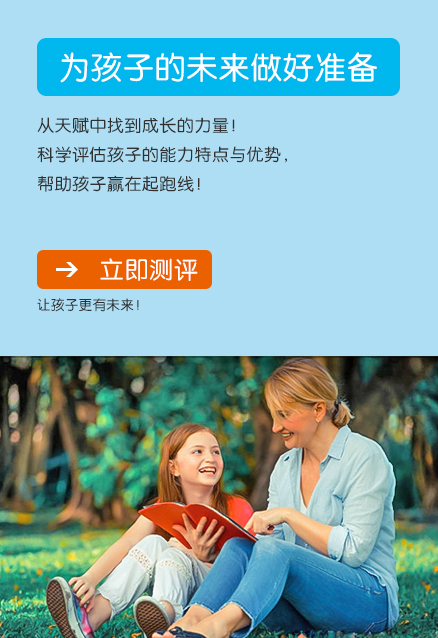 为孩子的未来做好准备
从天赋中找到成长的力量！
科学评估孩子的能力特点与优势，
帮助孩子赢在起跑线！
→ 立即测评
让孩子更有未来！